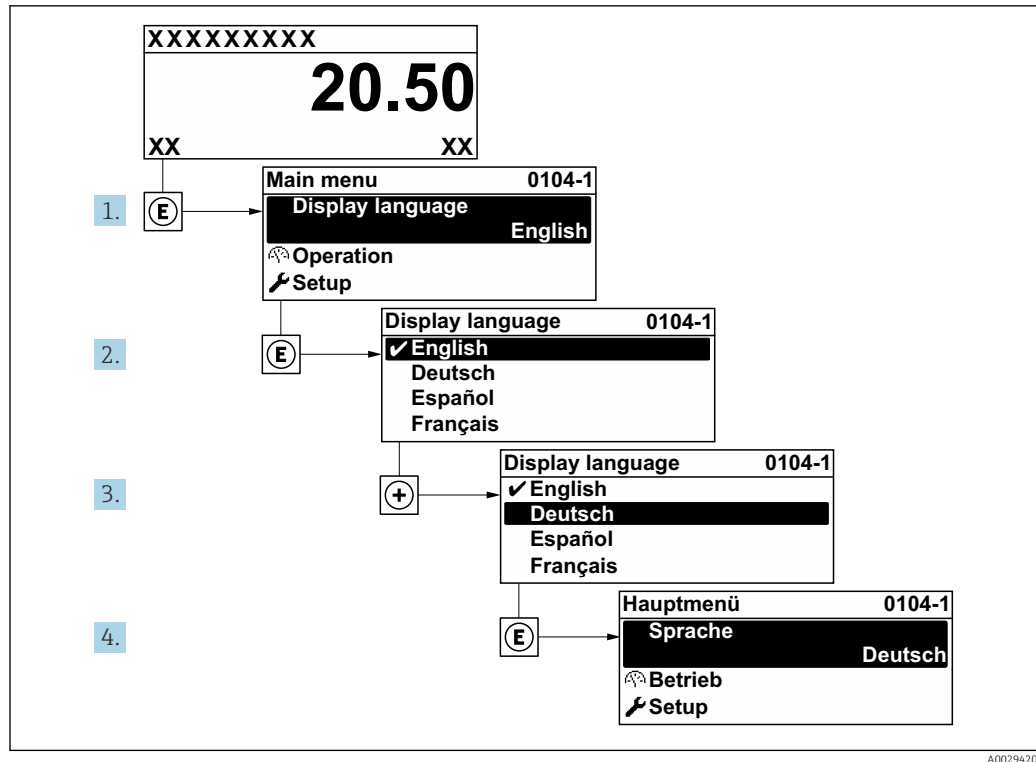 XXXXXXXXX
20.50
XX XX
Main menu 0104-1
1. E Display language
English
Operation
Setup
Display language 0104-1
2. E ✔ English
Deutsch
Español
Français
Display language 0104-1
3. + ✔ English
Deutsch
Español
Français
Hauptmenü 0104-1
4. E Sprache
Deutsch
Betrieb
Setup
A0029420